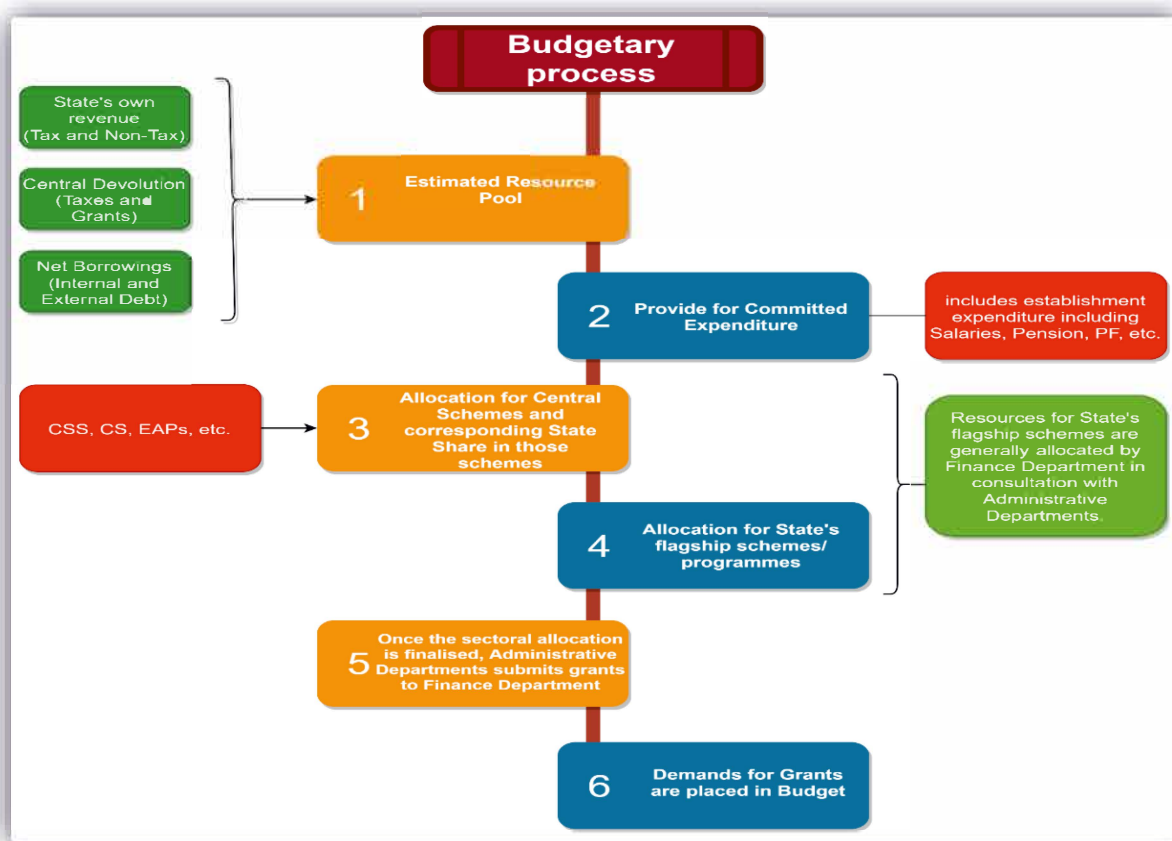 Budgetary
process
State's own
revenue
(Tax and Non-Tax)
Central Devolution
(Taxes and
Grants)
Net Borrowings
(Internal and
External Debt)
1
Estimated Resource
Pool
2
Provide for Committed
Expenditure
includes establishment
expenditure including
Salaries, Pension, PF, etc.
CSS, CS, EAPs, etc.
3
Allocation for Central
Schemes and
corresponding State
Share in those
schemes
Resources for State's
flagship schemes are
generally allocated by
Finance Department in
consultation with
Administrative
Departments.
4
Allocation for State's
flagship schemes/
programmes
5
Once the sectoral allocation
is finalised, Administrative
Departments submits grants
to Finance Department
6
Demands for Grants
are placed in Budget